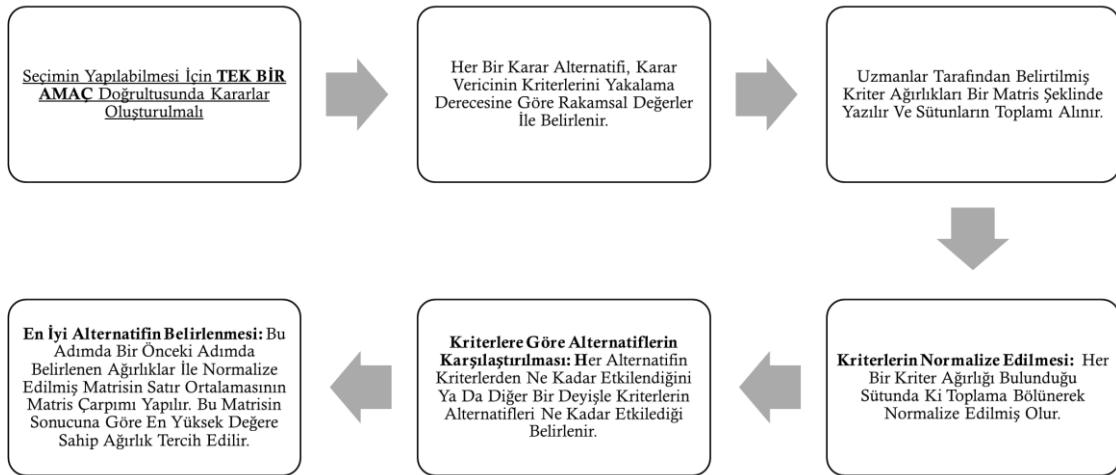 Seçimin Yapılabilmesi İçin TEK BİR
AMAÇ Doğrultusunda Kararlar
Oluşturulmalı
Her Bir Karar Alternatifi, Karar
Vericinin Kriterlerini Yakalama
Derecesine Göre Rakamsal Değerler
İle Belirlenir.
Uzmanlar Tarafından Belirtilmiş
Kriter Ağırlıkları Bir Matris Şeklinde
Yazılır Ve Sütunların Toplamı Alınır.
Kriterlerin Normalize Edilmesi: Her
Bir Kriter Ağırlığı Bulunduğu
Sütunda Ki Toplama Bölünerek
Normalize Edilmiş Olur.
Kriterlere Göre Alternatiflerin
Karşılaştırılması: Her Alternatifin
Kriterlerden Ne Kadar Etkilendiğini
Ya Da Diğer Bir Deyişle Kriterlerin
Alternatifleri Ne Kadar Etkilediği
Belirlenir.
En İyi Alternatifin Belirlenmesi: Bu
Adımda Bir Önceki Adımda
Belirlenen Ağırlıklar İle Normalize
Edilmiş Matrisin Satır Ortalamasının
Matris Çarpımı Yapılır. Bu Matrisin
Sonucuna Göre En Yüksek Değere
Sahip Ağırlık Tercih Edilir.